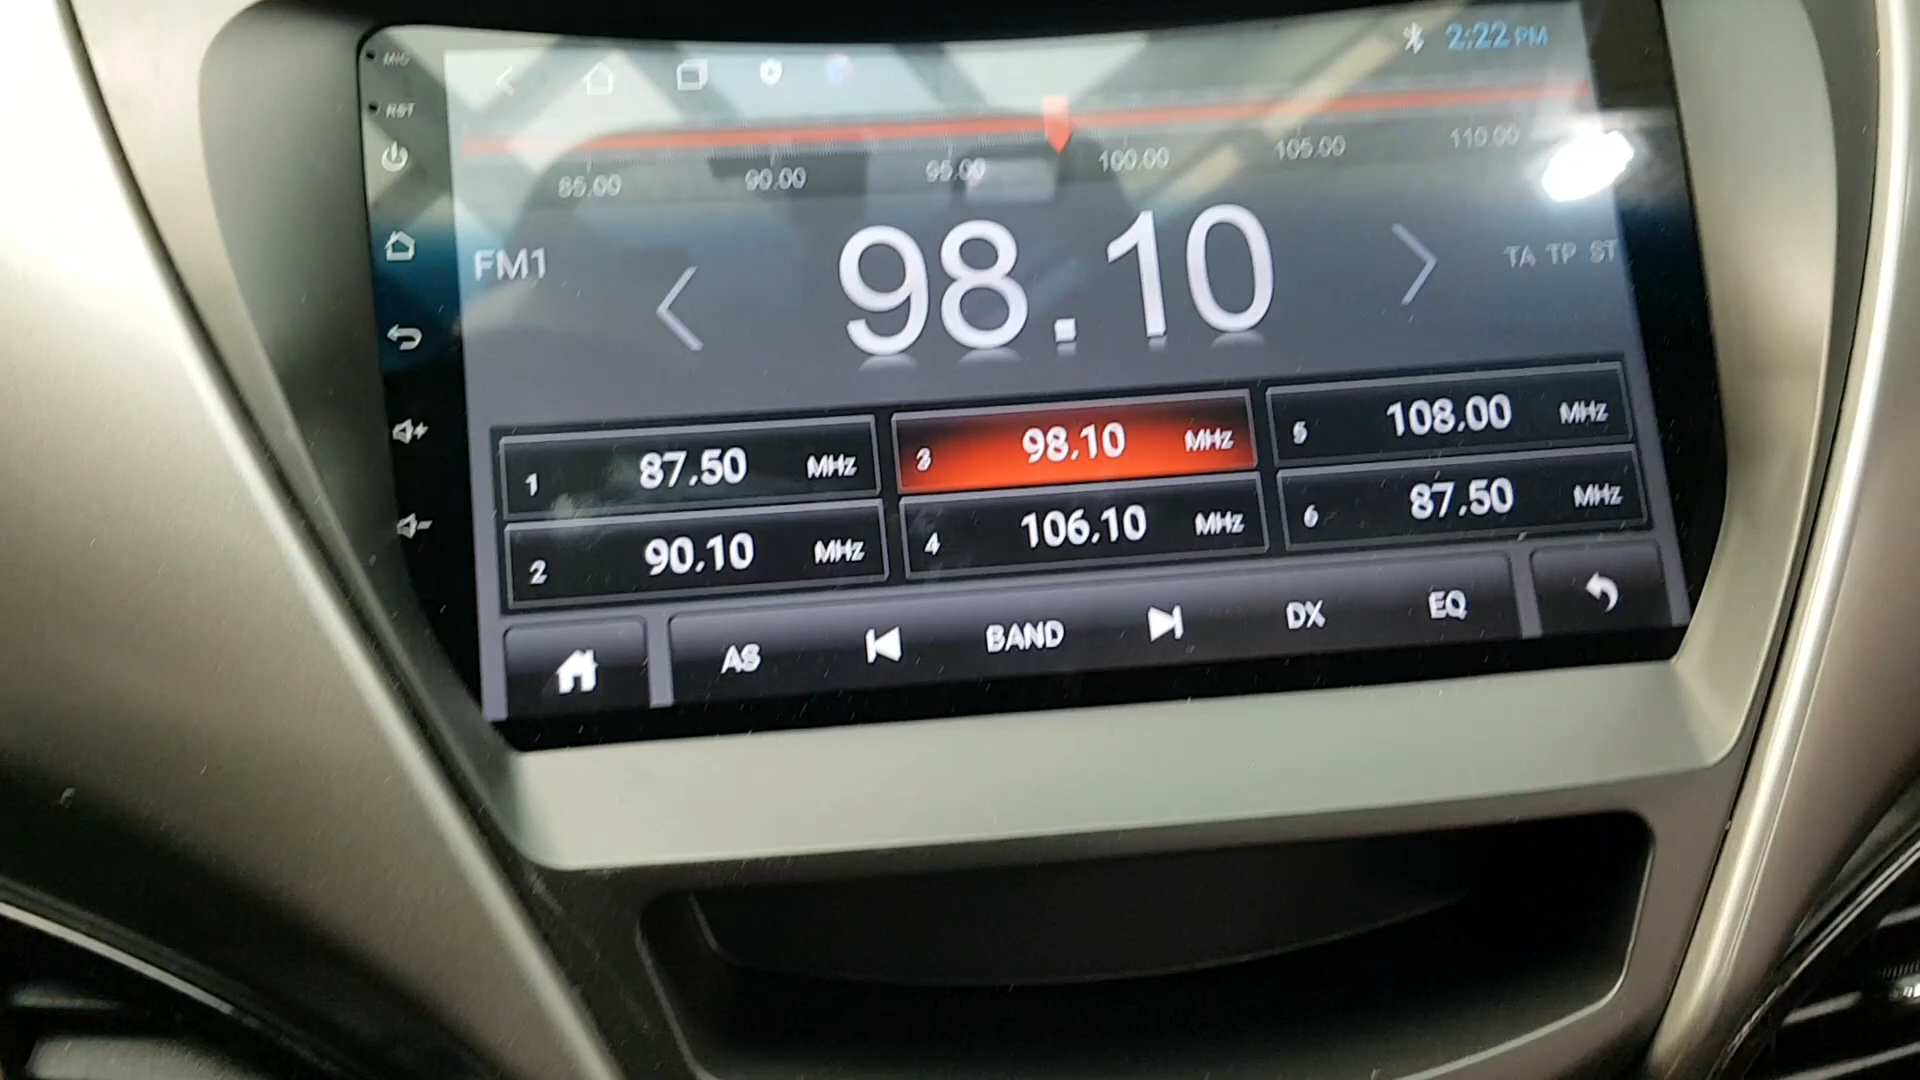 MIC
2:22 PM
RST
85.00 90.00 95.00 100.00 105.00 110.00
FM1 98.10 TA TP ST
1 87.50 MHz 3 98.10 MHz 5 108.00 MHz
2 90.10 MHz 4 106.10 MHz 6 87.50 MHz
AS BAND DX EQ